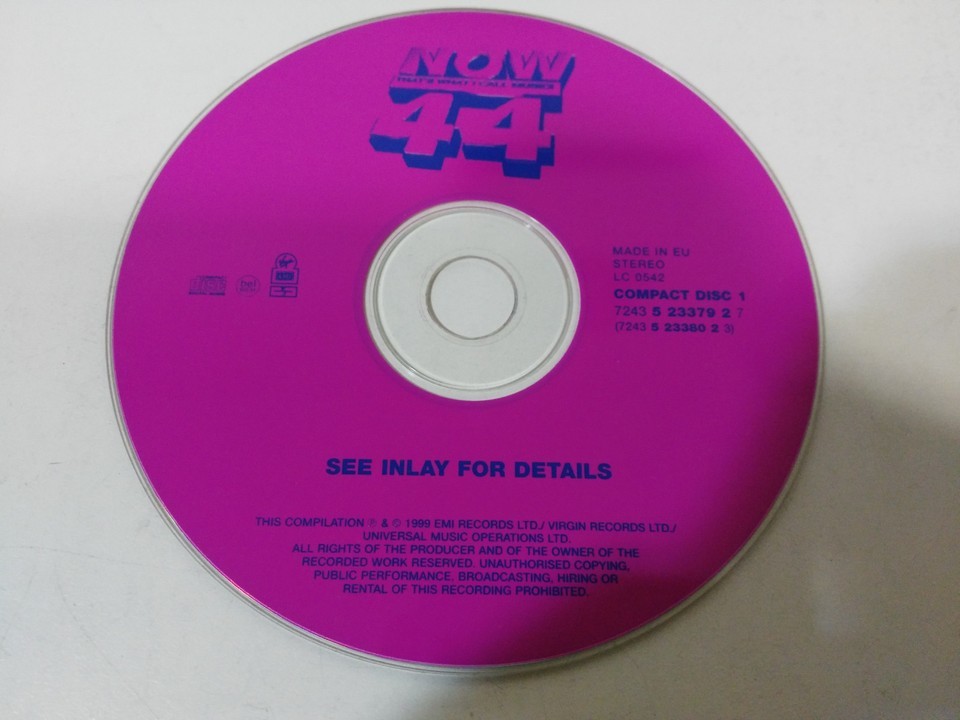 NOW
THAT'S WHAT I CALL MUSIC!
44
MADE IN EU
STEREO
LC 0542
COMPACT DISC 1
7243 5 23379 2 7
(7243 5 23380 2 3)
SEE INLAY FOR DETAILS
THIS COMPILATION ℗ & © 1999 EMI RECORDS LTD./ VIRGIN RECORDS LTD./
UNIVERSAL MUSIC OPERATIONS LTD.
ALL RIGHTS OF THE PRODUCER AND OF THE OWNER OF THE
RECORDED WORK RESERVED. UNAUTHORISED COPYING,
PUBLIC PERFORMANCE. BROADCASTING, HIRING OR
RENTAL OF THIS RECORDING PROHIBITED.